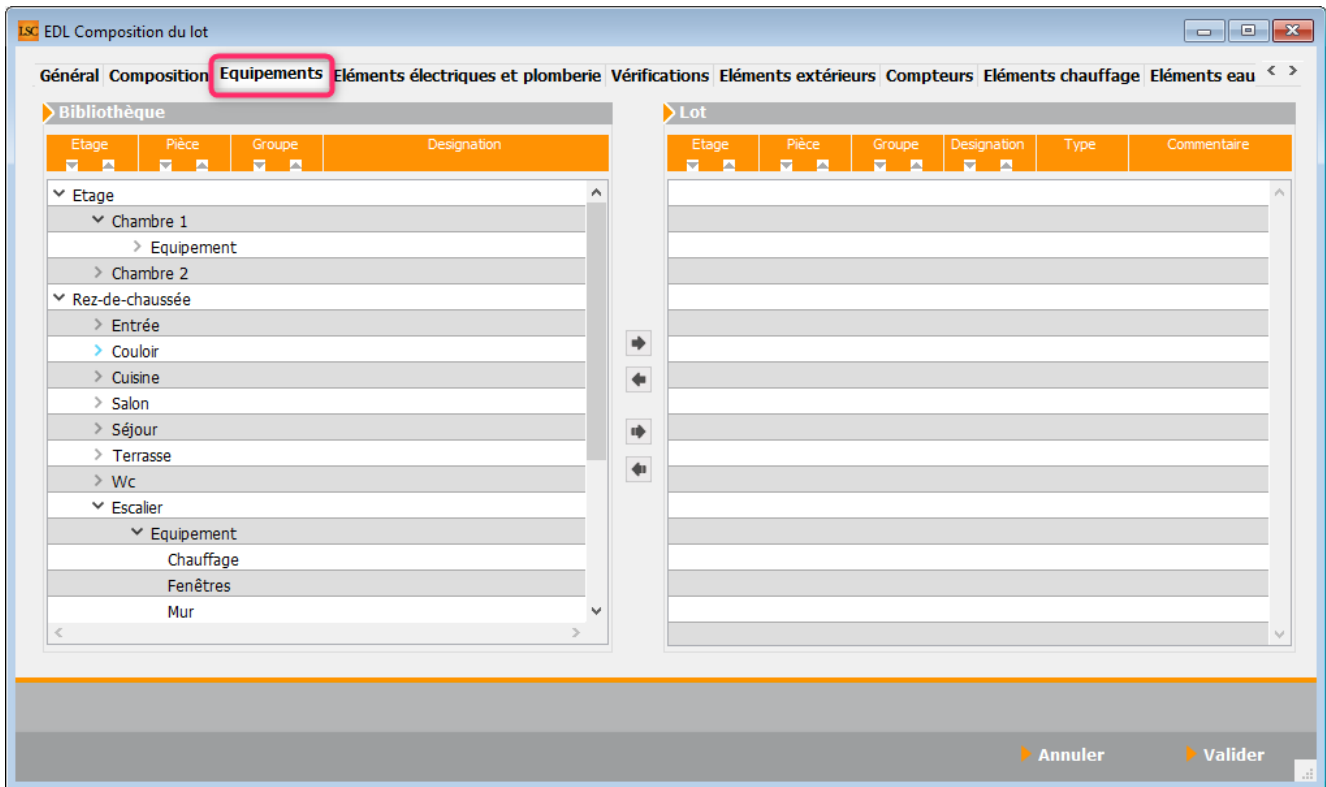 LSC EDL Composition du lot
Général Composition Equipements Eléments électriques et plomberie Vérifications Eléments extérieurs Compteurs Eléments chauffage Eléments eau
Bibliothèque
Lot
Etage Pièce Groupe Designation
Etage Pièce Groupe Designation Type Commentaire
Etage
Chambre 1
Equipement
Chambre 2
Rez-de-chaussée
Entrée
Couloir
Cuisine
Salon
Séjour
Terrasse
Wc
Escalier
Equipement
Chauffage
Fenêtres
Mur
Annuler Valider